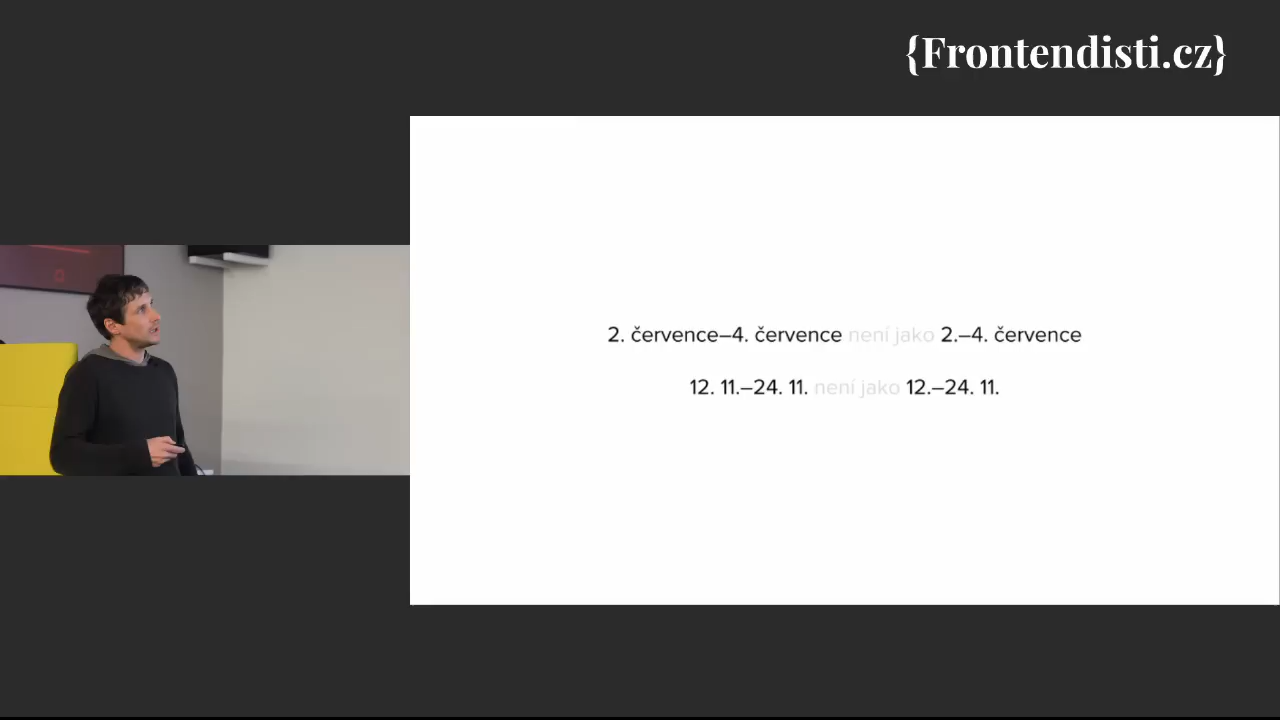 {Frontendisti.cz}
2. července–4. července není jako 2.–4. července
12. 11.–24. 11. není jako 12.–24. 11.